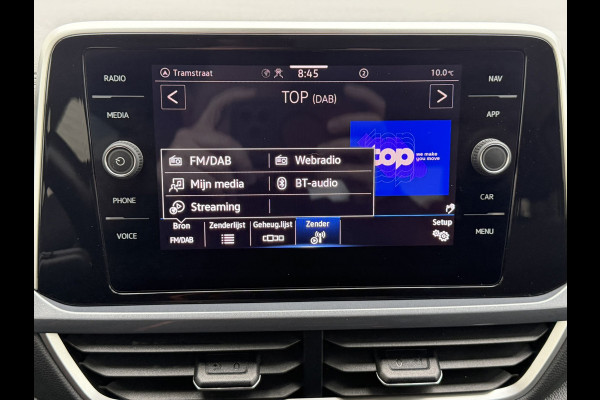 RADIO
MEDIA
PHONE
VOICE
Tramstraat 8:45 2 10.0°C
< TOP (DAB) >
top we make you move
FM/DAB Webradio
Mijn media BT-audio
Streaming
Bron Zenderlijst Geheug.lijst Zender Setup
FM/DAB
NAV
APP
CAR
MENU